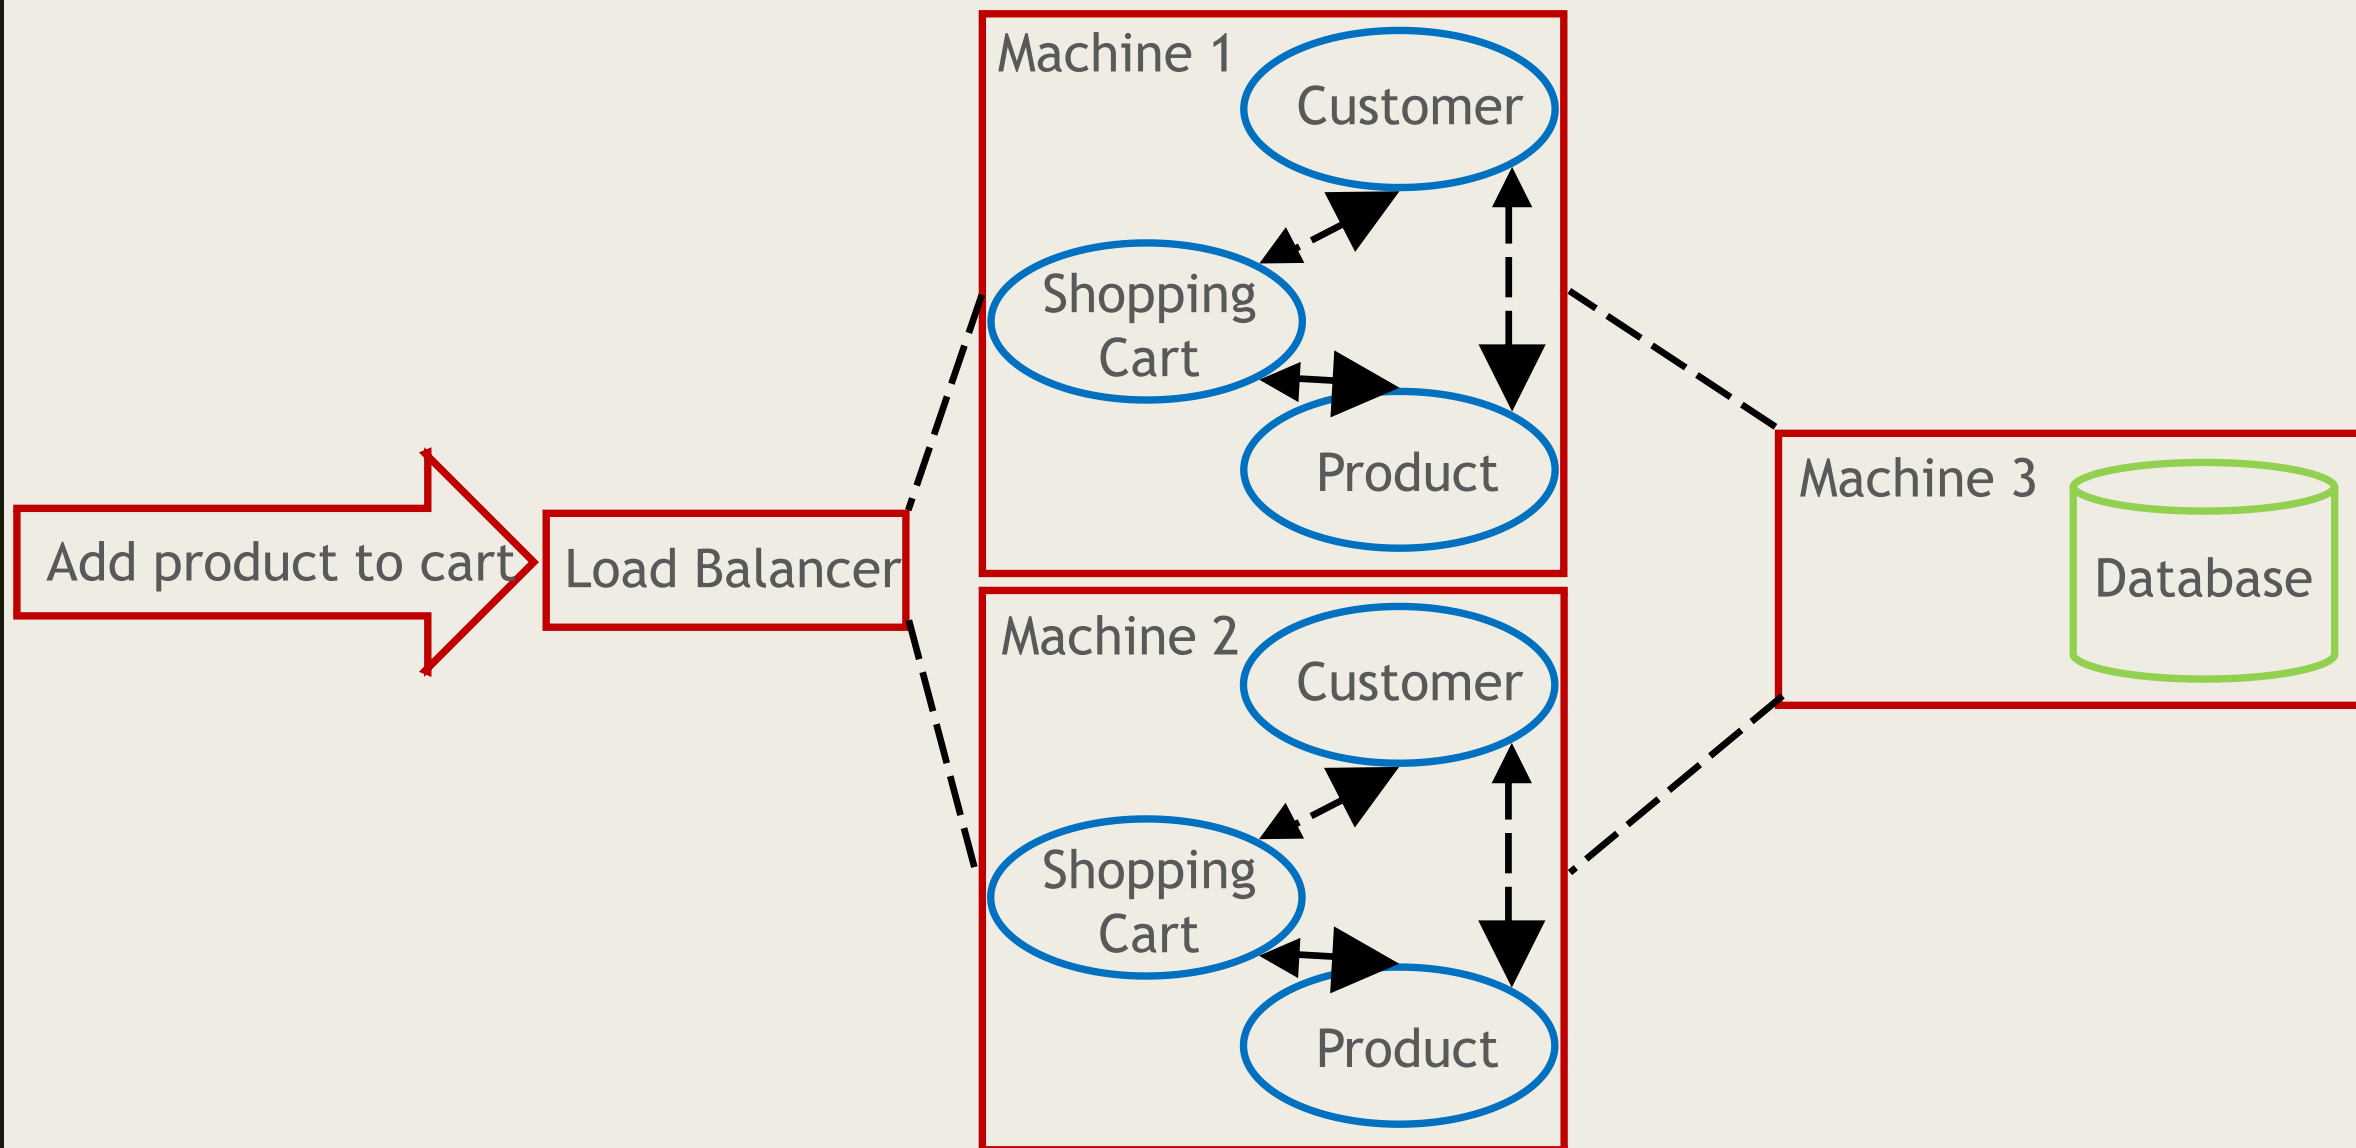 Add product to cart
Load Balancer
Machine 1
Customer
Shopping
Cart
Product
Machine 2
Customer
Shopping
Cart
Product
Machine 3
Database